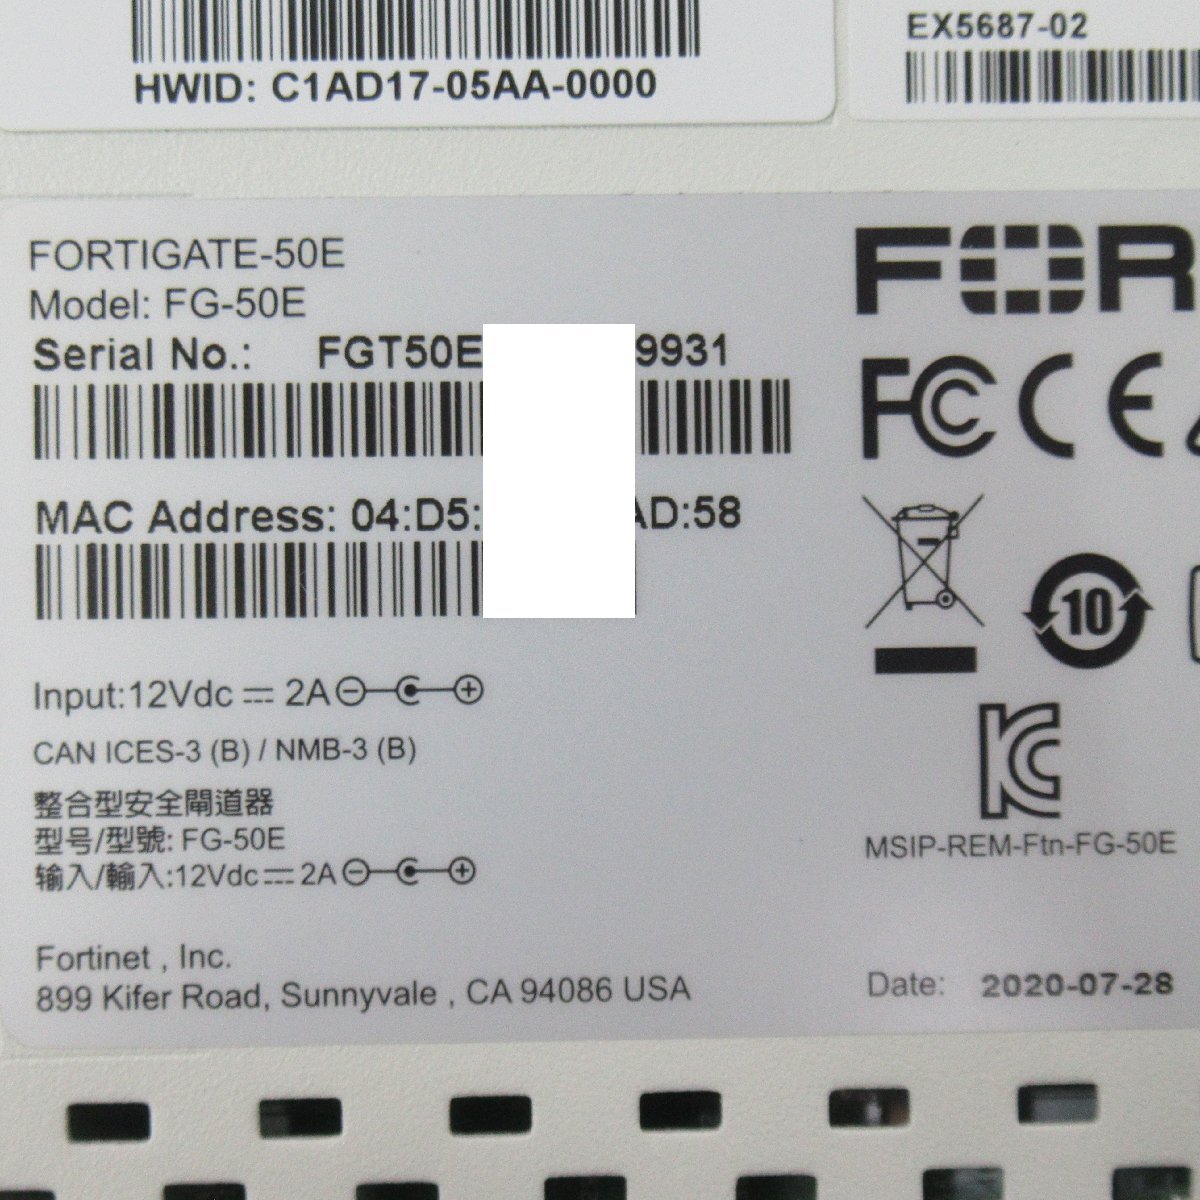 HWID: C1AD17-05AA-0000
EX5687-02
FORTIGATE-50E
Model: FG-50E
Serial No.: FGT50E 9931
MAC Address: 04:D5: AD:58
Input:12Vdc ⎓ 2A
CAN ICES-3 (B) / NMB-3 (B)
整合型安全閘道器
型号/型號: FG-50E
输入/輸入:12Vdc ⎓ 2A
Fortinet , Inc.
899 Kifer Road, Sunnyvale , CA 94086 USA
FOR
FC CE
10
KC
MSIP-REM-Ftn-FG-50E
Date: 2020-07-28